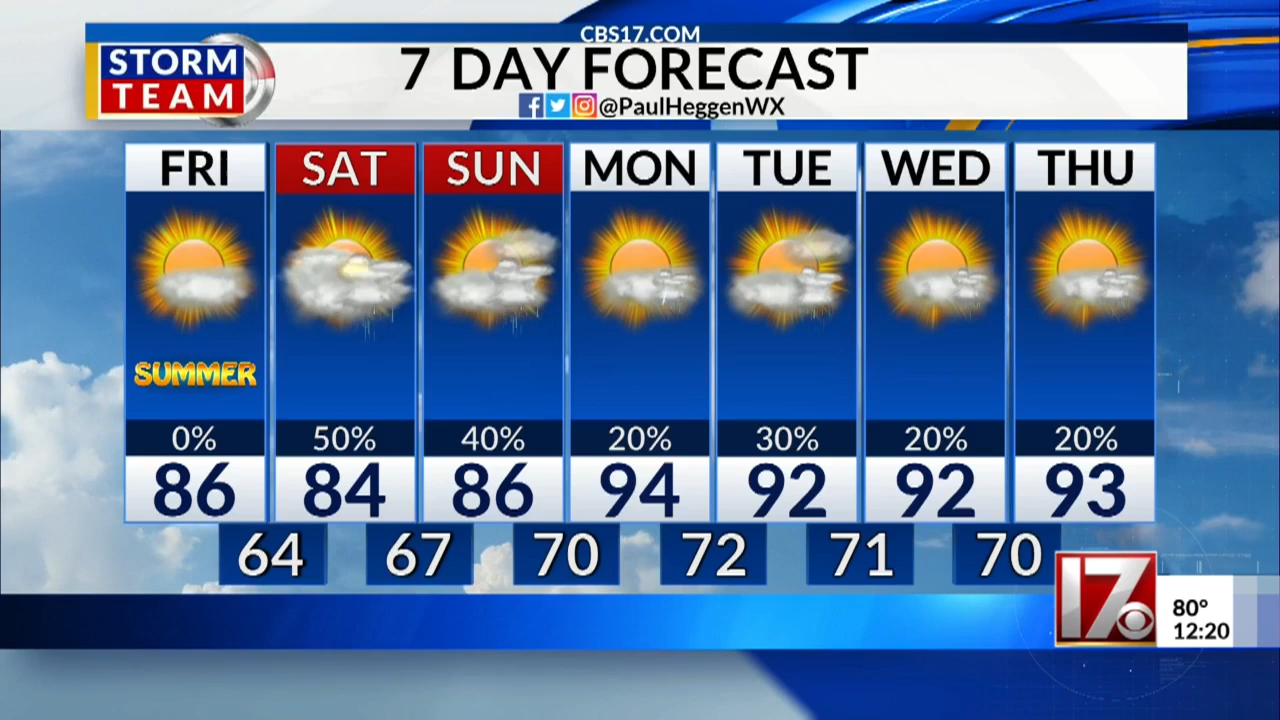 CBS17.COM
STORM
TEAM
7 DAY FORECAST
@PaulHeggenWX
FRI SAT SUN MON TUE WED THU
SUMMER
0% 50% 40% 20% 30% 20% 20%
86 84 86 94 92 92 93
64 67 70 72 71 70
17
80°
12:20